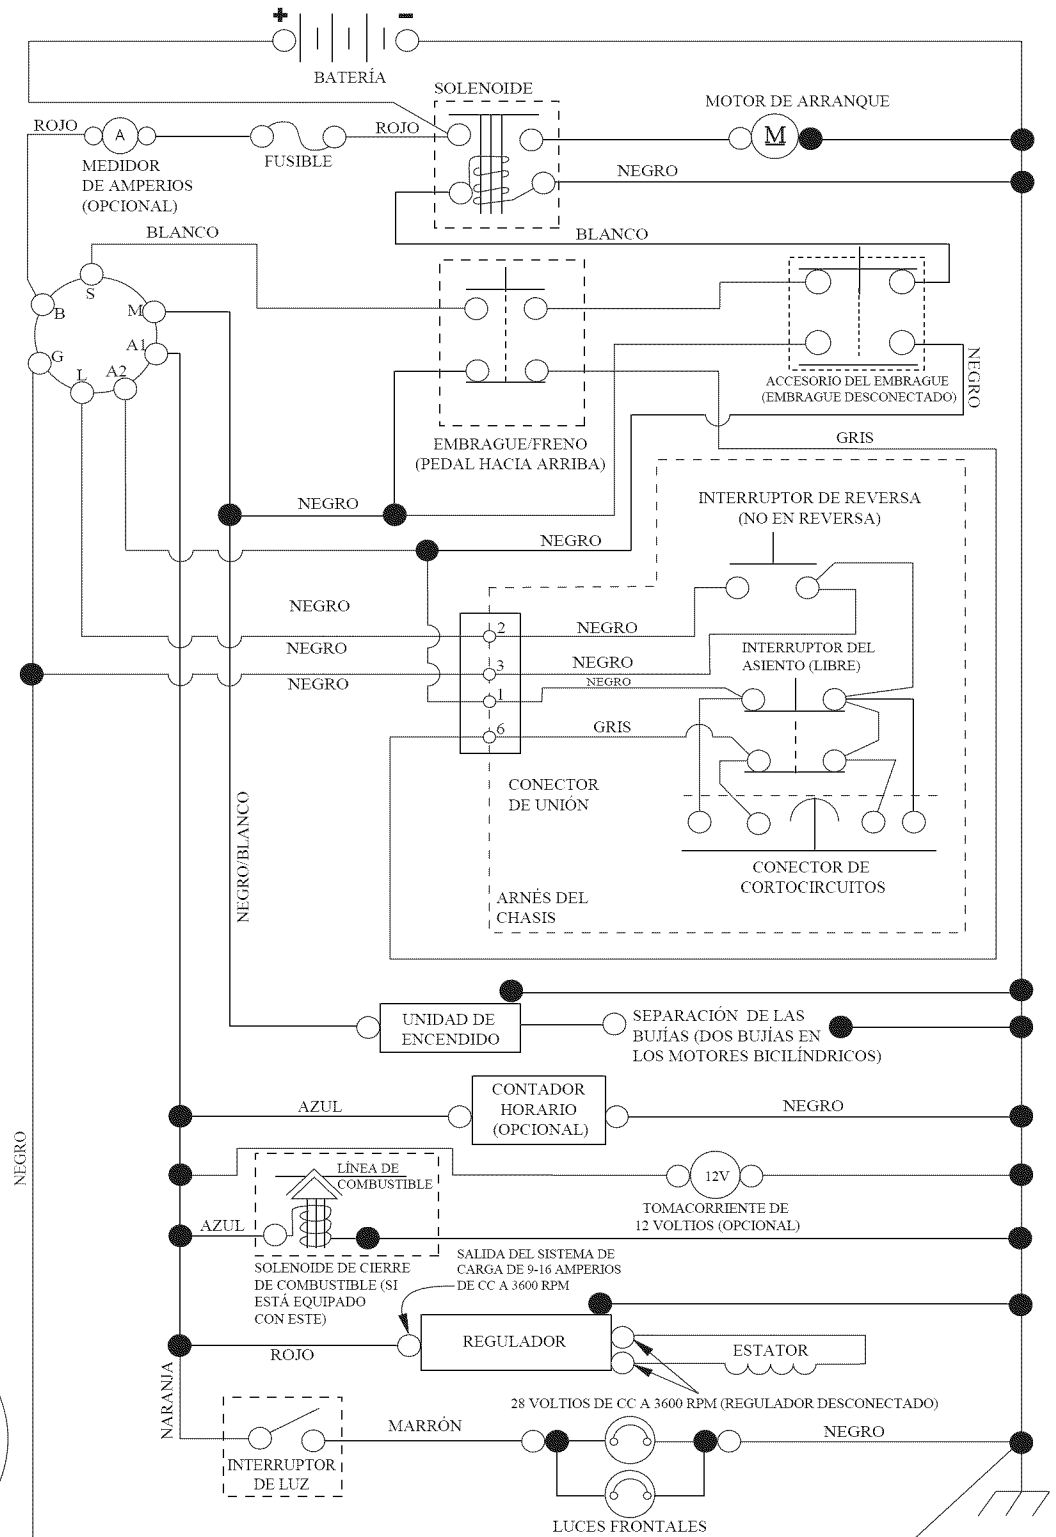 + -
BATERÍA
SOLENOIDE
MOTOR DE ARRANQUE
ROJO
A
FUSIBLE
ROJO
M
MEDIDOR
DE AMPERIOS
(OPCIONAL)
NEGRO
BLANCO
BLANCO
S
B
M
A1
G
L
A2
NEGRO
ACCESORIO DEL EMBRAGUE
(EMBRAGUE DESCONECTADO)
EMBRAGUE/FRENO
(PEDAL HACIA ARRIBA)
GRIS
INTERRUPTOR DE REVERSA
(NO EN REVERSA)
NEGRO
NEGRO
NEGRO
2
NEGRO
NEGRO
INTERRUPTOR DEL
ASIENTO (LIBRE)
3
NEGRO
NEGRO
1
NEGRO
6
GRIS
CONECTOR
DE UNIÓN
NEGRO/BLANCO
CONECTOR DE
CORTOCIRCUITOS
ARNÉS DEL
CHASIS
UNIDAD DE
ENCENDIDO
SEPARACIÓN DE LAS
BUJÍAS (DOS BUJÍAS EN
LOS MOTORES BICILÍNDRICOS)
AZUL
CONTADOR
HORARIO
(OPCIONAL)
NEGRO
NEGRO
LÍNEA DE
COMBUSTIBLE
12V
TOMACORRIENTE DE
12 VOLTIOS (OPCIONAL)
AZUL
SOLENOIDE DE CIERRE
DE COMBUSTIBLE (SI
ESTÁ EQUIPADO
CON ESTE)
SALIDA DEL SISTEMA DE
CARGA DE 9-16 AMPERIOS
DE CC A 3600 RPM
REGULADOR
ESTATOR
ROJO
NARANJA
28 VOLTIOS DE CC A 3600 RPM (REGULADOR DESCONECTADO)
MARRÓN
NEGRO
INTERRUPTOR
DE LUZ
LUCES FRONTALES